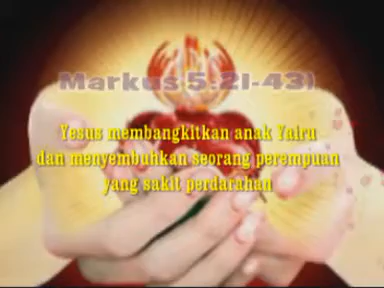 Markus 5:21-43)
Yesus membangkitkan anak Yairu
dan menyembuhkan seorang perempuan
yang sakit perdarahan